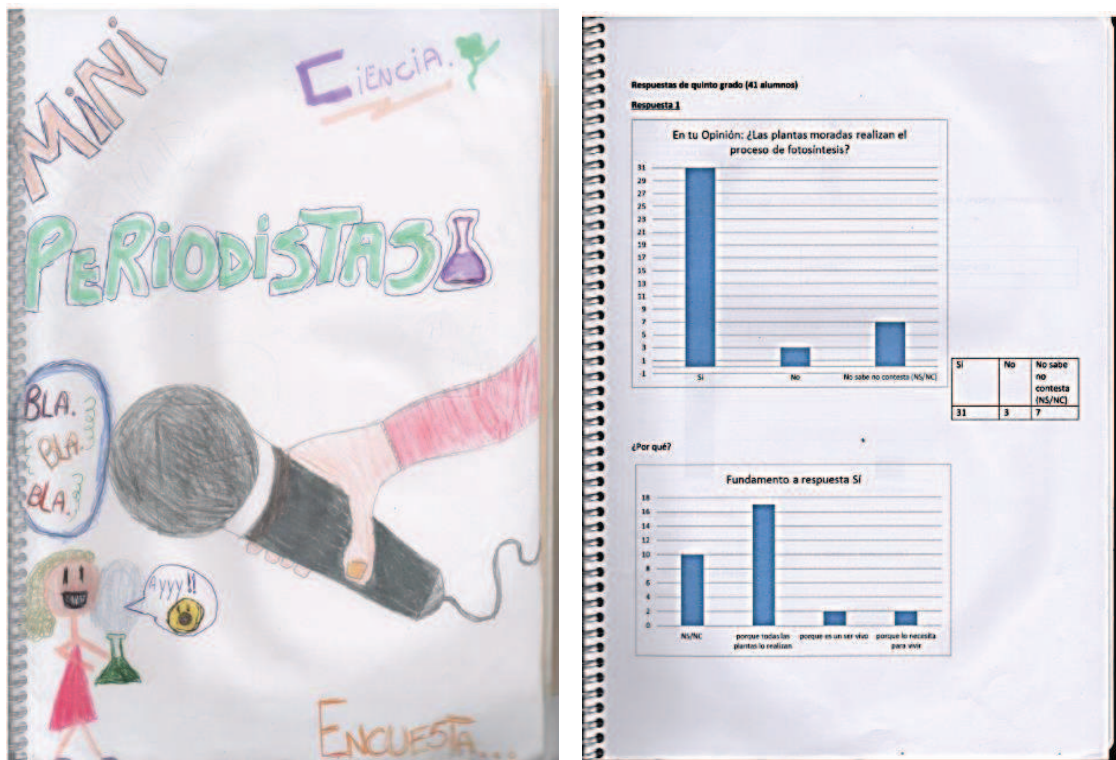 MiNi
CiENCiA.
PERiODiSTAS
BLA.
BLA.
BLA.
AYYY!!
ENCUESTA...
Respuestas de quinto grado (41 alumnos)
Respuesta 1
En tu Opinión: ¿Las plantas moradas realizan el
proceso de fotosíntesis?
31
29
27
25
23
21
19
17
15
13
11
9
7
5
3
1
-1
Sí
No
No sabe no contesta (NS/NC)
Sí No No sabe
no
contesta
(NS/NC)
31 3 7
¿Por qué?
Fundamento a respuesta Sí
18
16
14
12
10
8
6
4
2
0
NS/NC
porque todas las
plantas lo realizan
porque es un ser vivo
porque lo necesita
para vivir